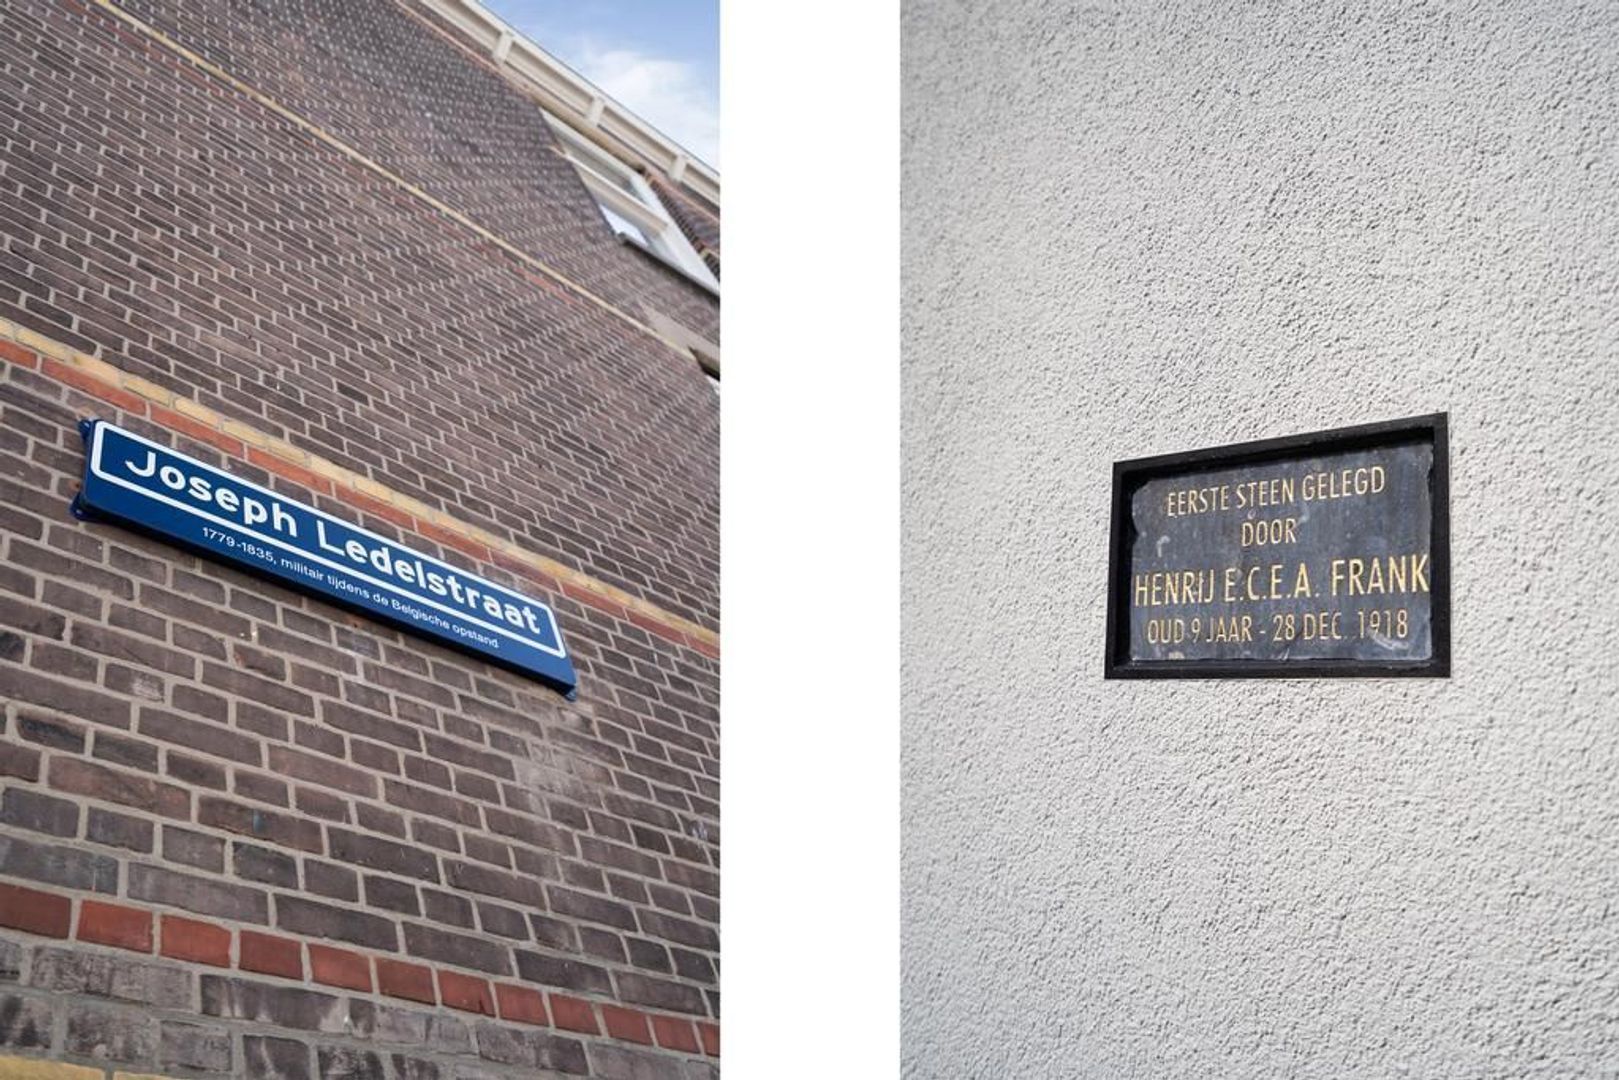 Joseph Ledelstraat
1779-1835, militair tijdens de Belgische opstand
EERSTE STEEN GELEGD
DOOR
HENRIJ E.C.E.A. FRANK
OUD 9 JAAR - 28 DEC. 1918